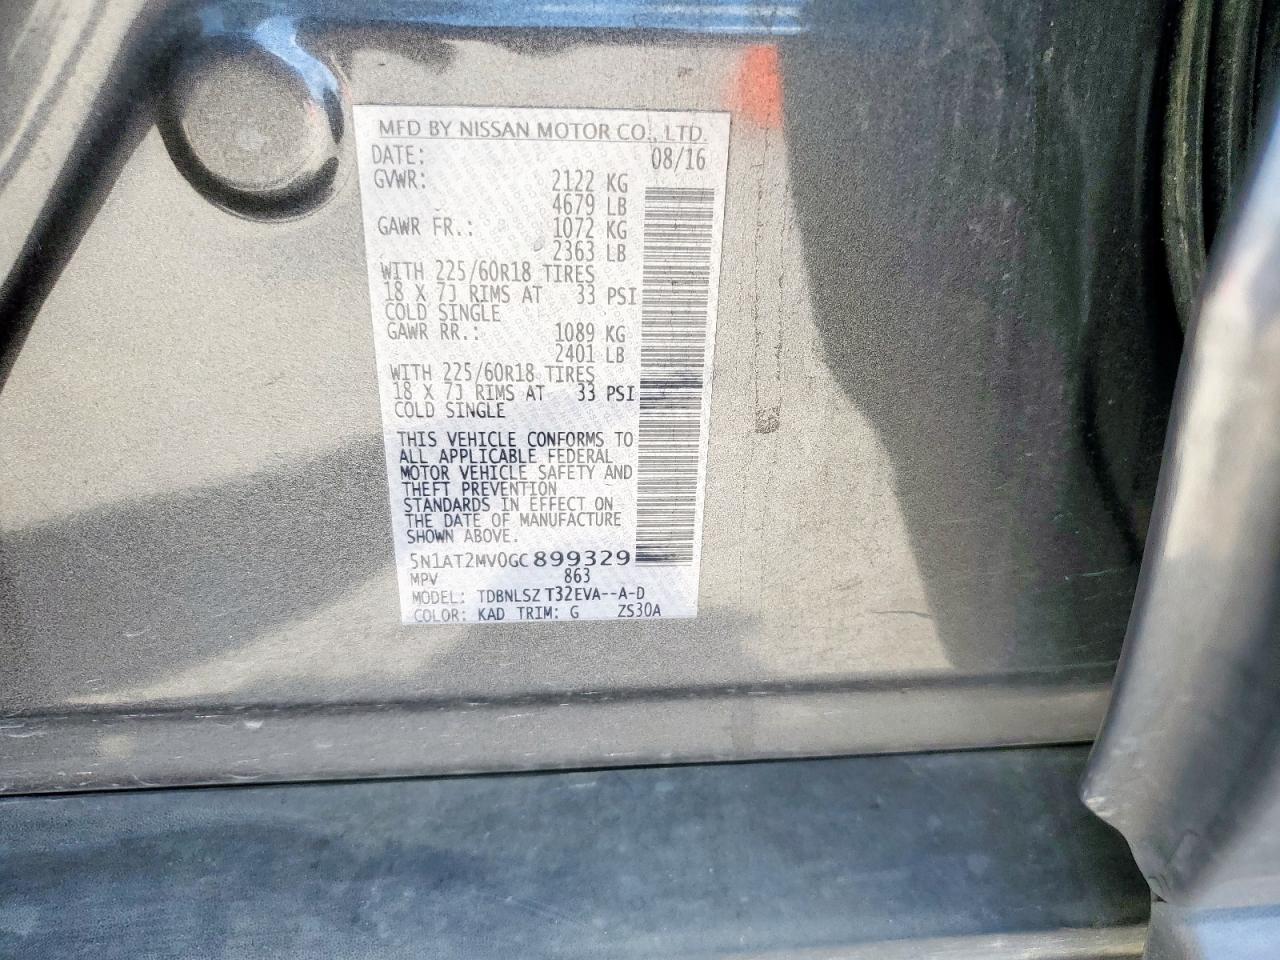 MFD BY NISSAN MOTOR CO., LTD.
DATE: 08/16
GVWR: 2122 KG
4679 LB
GAWR FR.: 1072 KG
2363 LB
WITH 225/60R18 TIRES
18 X 7J RIMS AT 33 PSI
COLD SINGLE
GAWR RR.: 1089 KG
2401 LB
WITH 225/60R18 TIRES
18 X 7J RIMS AT 33 PSI
COLD SINGLE
THIS VEHICLE CONFORMS TO
ALL APPLICABLE FEDERAL
MOTOR VEHICLE SAFETY AND
THEFT PREVENTION
STANDARDS IN EFFECT ON
THE DATE OF MANUFACTURE
SHOWN ABOVE.
5N1AT2MV0GC899329
MPV 863
MODEL: TDBNLSZ T32EVA--A-D
COLOR: KAD TRIM: G ZS30A